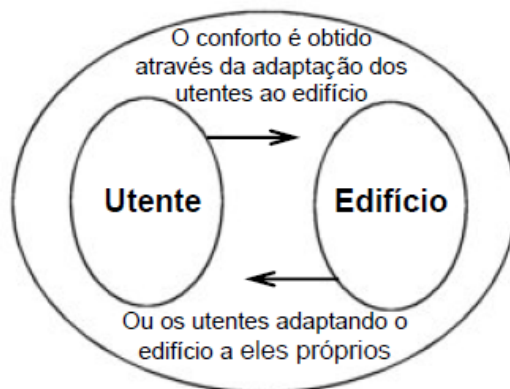 O conforto é obtido
através da adaptação dos
utentes ao edifício
Utente
Edifício
Ou os utentes adaptando o
edifício a eles próprios